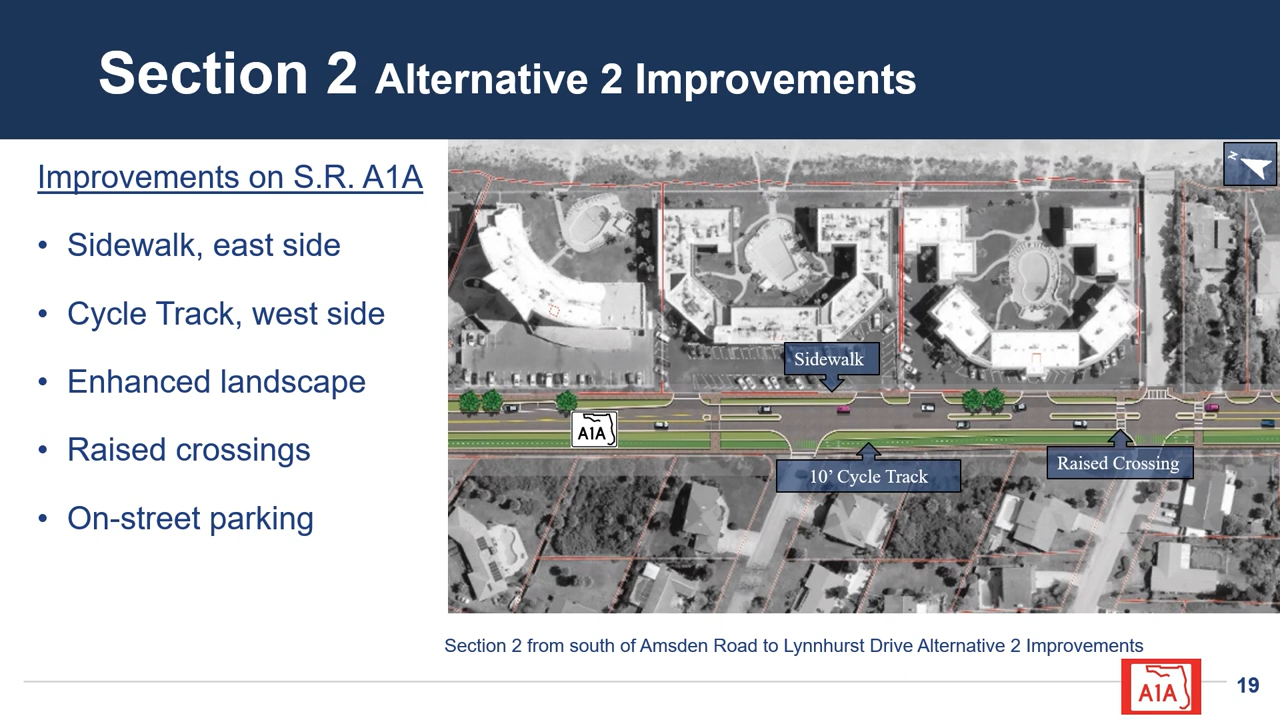 Section 2 Alternative 2 Improvements
Improvements on S.R. A1A
• Sidewalk, east side
• Cycle Track, west side
• Enhanced landscape
• Raised crossings
• On-street parking
N
Sidewalk
A1A
10’ Cycle Track
Raised Crossing
Section 2 from south of Amsden Road to Lynnhurst Drive Alternative 2 Improvements
A1A
19